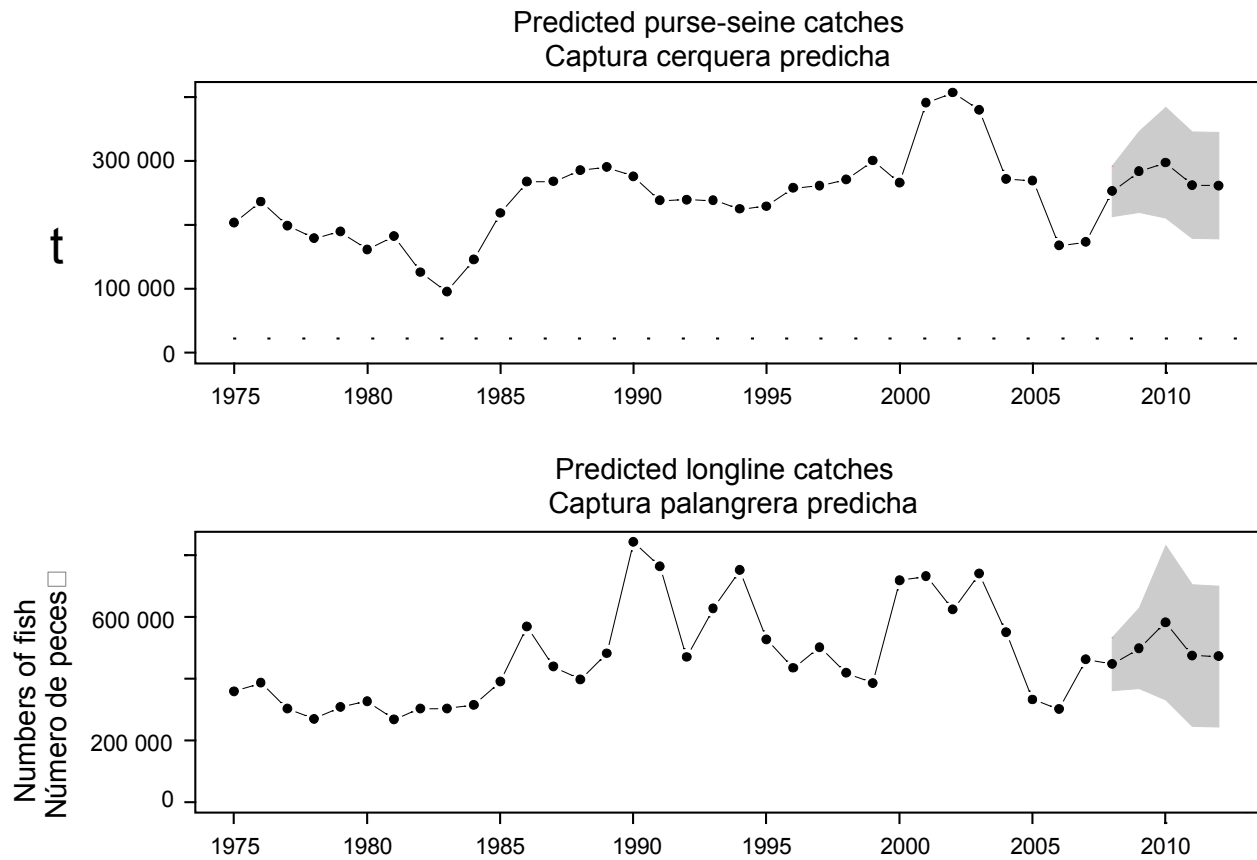 Predicted purse-seine catches
Captura cerquera predicha
t
300 000
100 000
0
1975 1980 1985 1990 1995 2000 2005 2010
Predicted longline catches
Captura palangrera predicha
Numbers of fish
Número de peces□
600 000
200 000
0
1975 1980 1985 1990 1995 2000 2005 2010